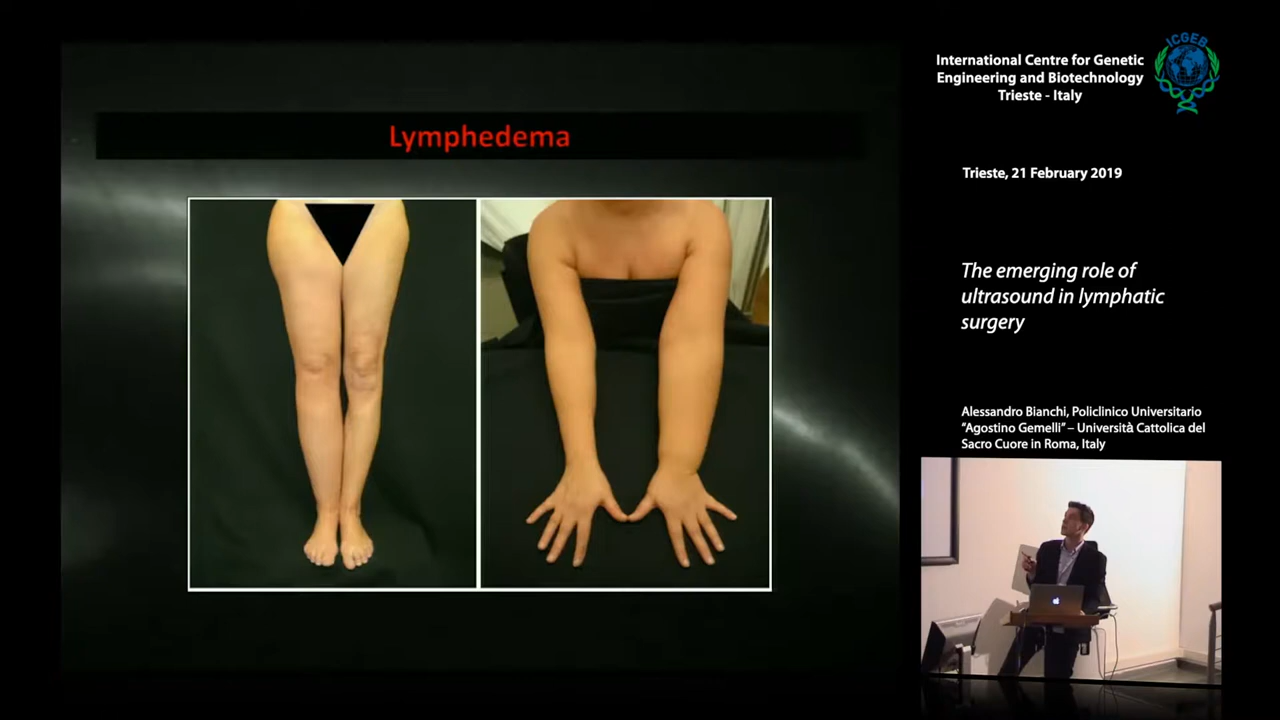 Lymphedema
International Centre for Genetic
Engineering and Biotechnology
Trieste - Italy
ICGEB
Trieste, 21 February 2019
The emerging role of
ultrasound in lymphatic
surgery
Alessandro Bianchi, Policlinico Universitario
“Agostino Gemelli” – Università Cattolica del
Sacro Cuore in Roma, Italy